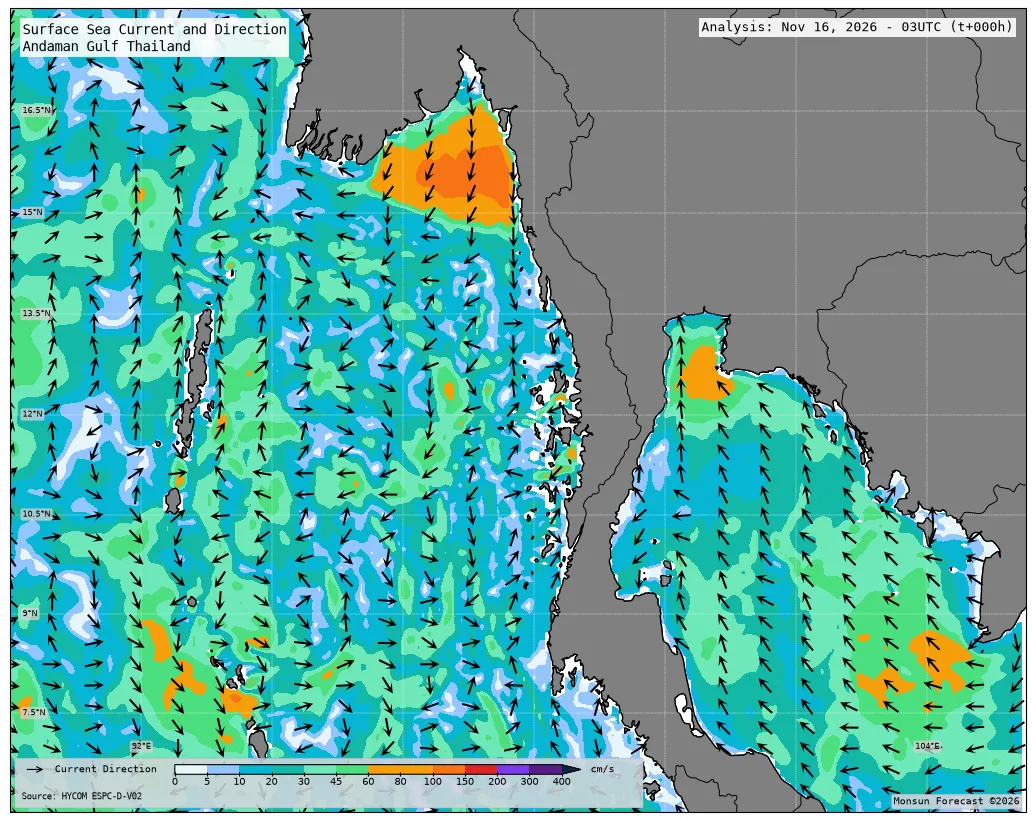 Surface Sea Current and Direction
Andaman Gulf Thailand
Analysis: Nov 16, 2026 - 03UTC (t+000h)
16.5°N
15°N
13.5°N
12°N
10.5°N
9°N
7.5°N
92°E
104°E
Current Direction
0 5 10 20 30 45 60 80 100 150 200 300 400 cm/s
Source: HYCOM ESPC-D-V02
Monsun Forecast ©2026